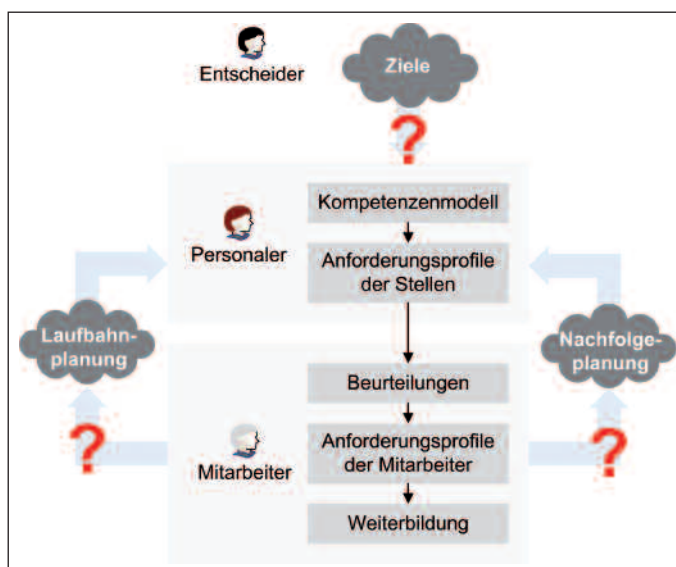 Entscheider
Ziele
?
Kompetenzenmodell
Personaler
Anforderungsprofile
der Stellen
Laufbahn-
planung
Nachfolge-
planung
Beurteilungen
?
?
Mitarbeiter
Anforderungsprofile
der Mitarbeiter
Weiterbildung